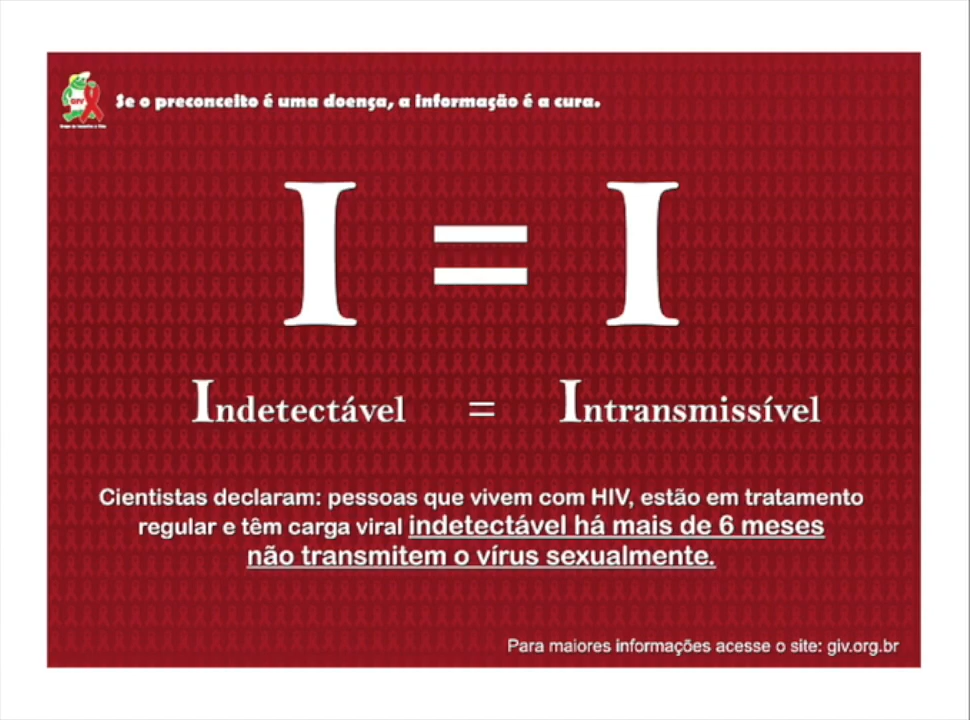 GIV
Se o preconceito é uma doença, a informação é a cura.
I = I
Indetectável = Intransmissível
Cientistas declaram: pessoas que vivem com HIV, estão em tratamento
regular e têm carga viral indetectável há mais de 6 meses
não transmitem o vírus sexualmente.
Para maiores informações acesse o site: giv.org.br